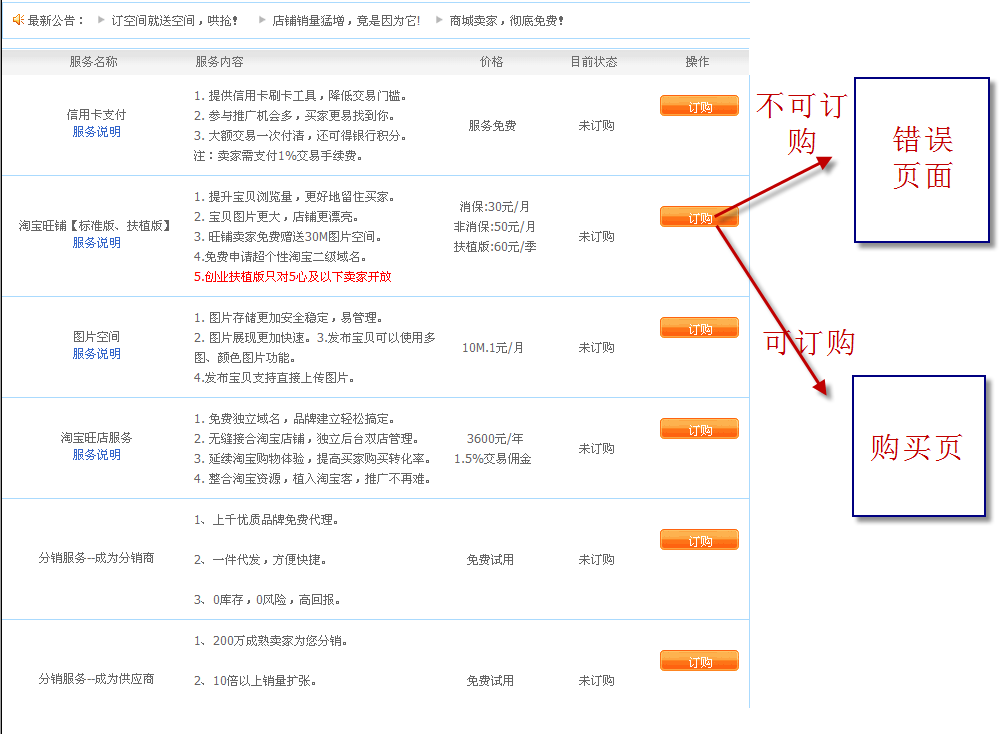 最新公告： 订空间就送空间，哄抢! 店铺销量猛增，竟是因为它! 商城卖家，彻底免费!
服务名称 服务内容 价格 目前状态 操作
信用卡支付
服务说明
1. 提供信用卡刷卡工具，降低交易门槛。
2. 参与推广机会多，买家更易找到你。
3. 大额交易一次付清，还可得银行积分。
注：卖家需支付1%交易手续费。
服务免费
未订购
订购
淘宝旺铺【标准版、扶植版】
服务说明
1. 提升宝贝浏览量，更好地留住买家。
2. 宝贝图片更大，店铺更漂亮。
3. 旺铺卖家免费赠送30M图片空间。
4.免费申请超个性淘宝二级域名。
5.创业扶植版只对5心及以下卖家开放
消保:30元/月
非消保:50元/月
扶植版:60元/季
未订购
订购
图片空间
服务说明
1. 图片存储更加安全稳定，易管理。
2. 图片展现更加快速。3.发布宝贝可以使用多
图、颜色图片功能。
4.发布宝贝支持直接上传图片。
10M.1元/月
未订购
订购
淘宝旺店服务
服务说明
1. 免费独立域名，品牌建立轻松搞定。
2. 无缝接合淘宝店铺，独立后台双店管理。
3. 延续淘宝购物体验，提高买家购买转化率。
4. 整合淘宝资源，植入淘宝客，推广不再难。
3600元/年
1.5%交易佣金
未订购
订购
分销服务--成为分销商
1、上千优质品牌免费代理。
2、一件代发，方便快捷。
3、0库存，0风险，高回报。
免费试用
未订购
订购
分销服务--成为供应商
1、200万成熟卖家为您分销。
2、10倍以上销量扩张。
免费试用
未订购
订购
不可订
购
错误
页面
可订购
购买页